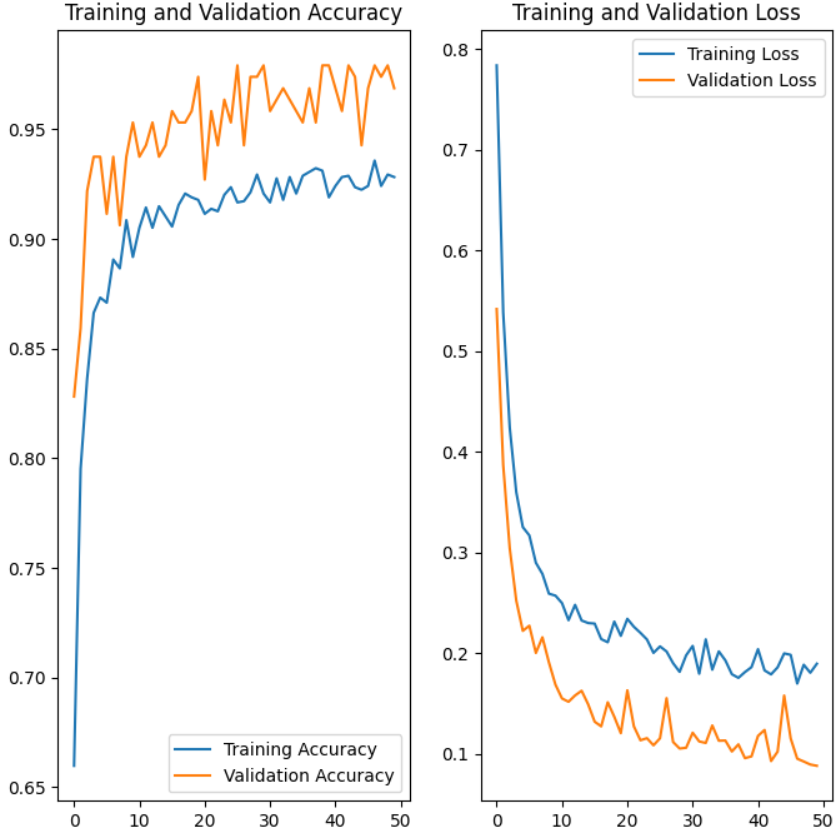 Training and Validation Accuracy
0.95
0.90
0.85
0.80
0.75
0.70
0.65
0 10 20 30 40 50
Training Accuracy
Validation Accuracy
Training and Validation Loss
0.8
0.7
0.6
0.5
0.4
0.3
0.2
0.1
0 10 20 30 40 50
Training Loss
Validation Loss